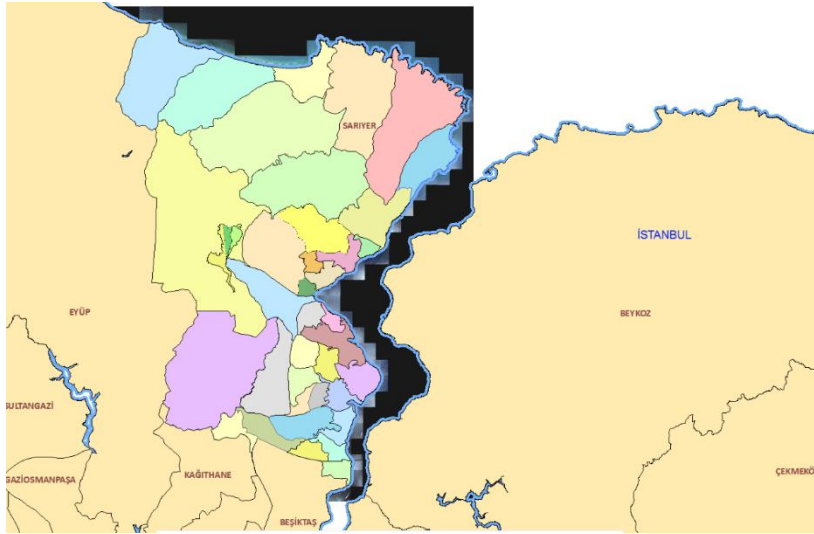 SARIYER
İSTANBUL
EYÜP
BEYKOZ
SULTANGAZİ
GAZİOSMANPAŞA
KAĞITHANE
ÇEKMEKÖ
BEŞİKTAŞ